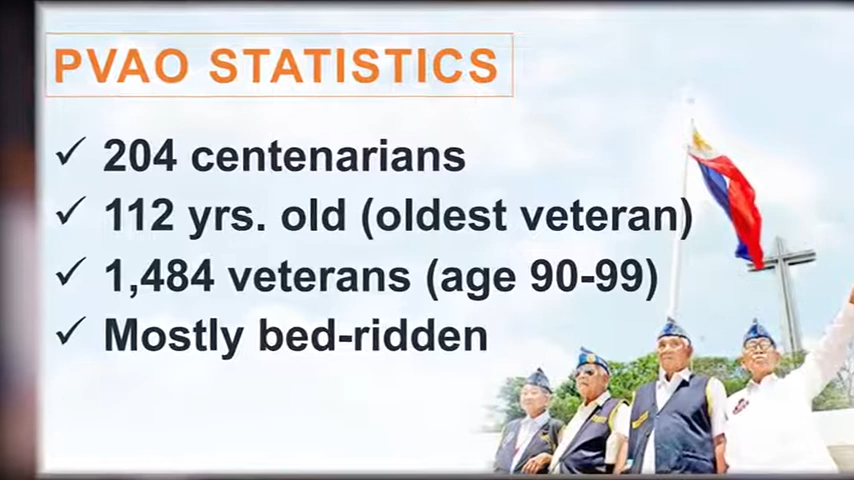 PVAO STATISTICS
✓ 204 centenarians
✓ 112 yrs. old (oldest veteran)
✓ 1,484 veterans (age 90-99)
✓ Mostly bed-ridden